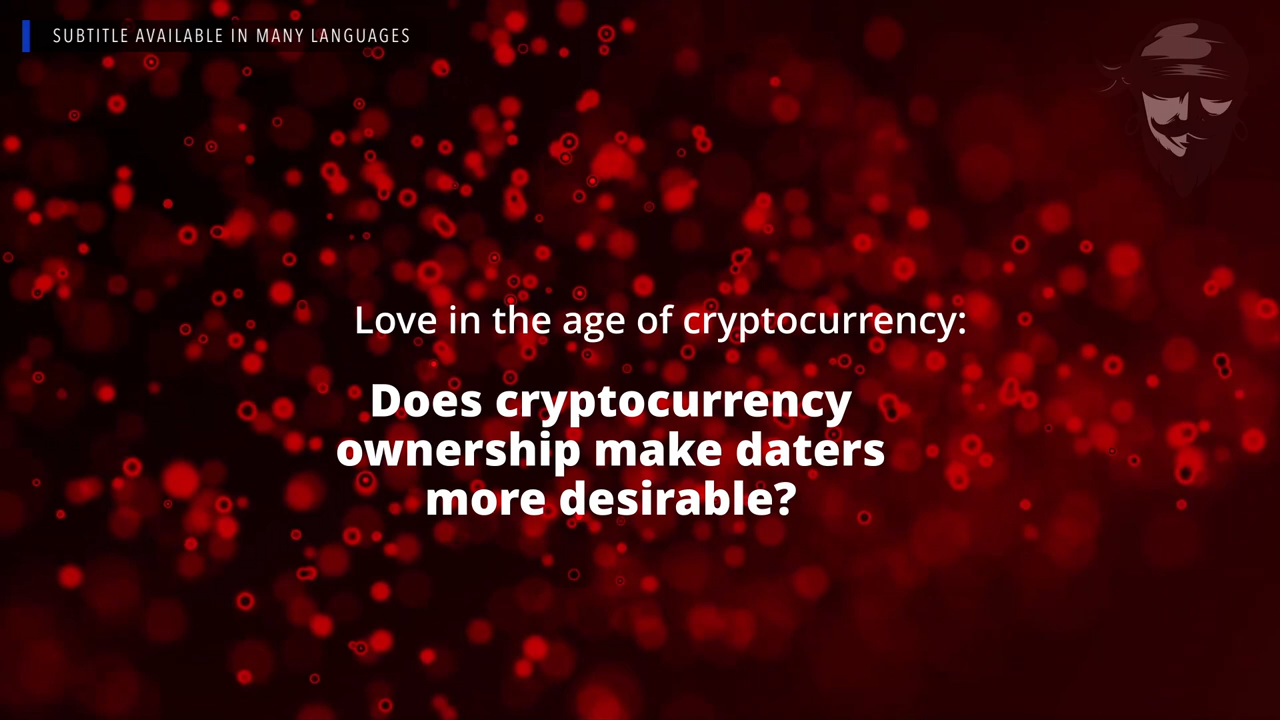 SUBTITLE AVAILABLE IN MANY LANGUAGES
Love in the age of cryptocurrency:
Does cryptocurrency
ownership make daters
more desirable?